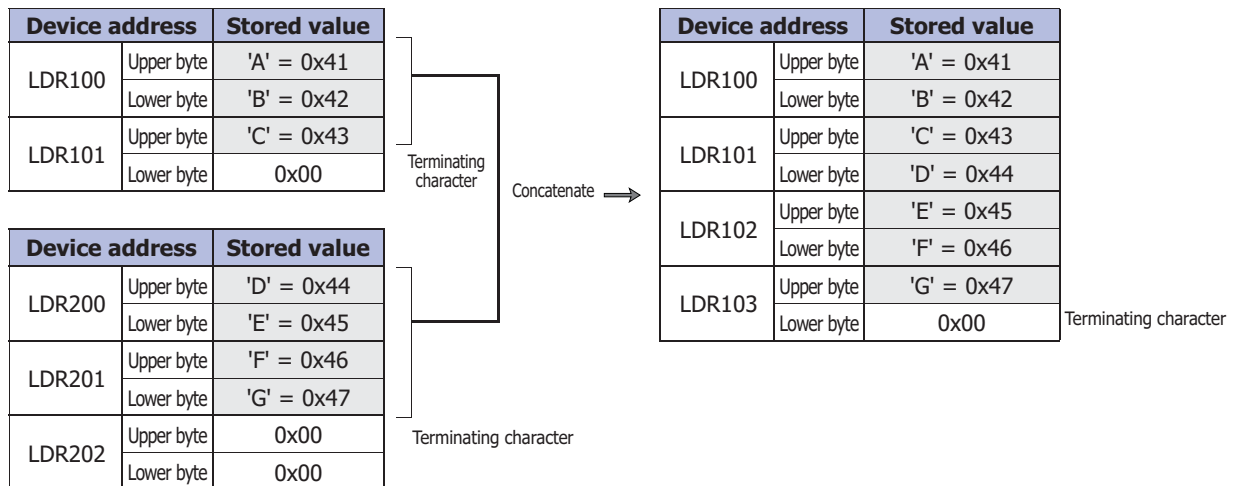 Device address Stored value
LDR100 Upper byte 'A' = 0x41
Lower byte 'B' = 0x42
LDR101 Upper byte 'C' = 0x43
Lower byte 0x00
Terminating
character
Device address Stored value
LDR200 Upper byte 'D' = 0x44
Lower byte 'E' = 0x45
LDR201 Upper byte 'F' = 0x46
Lower byte 'G' = 0x47
LDR202 Upper byte 0x00
Lower byte 0x00
Terminating character
Concatenate
Device address Stored value
LDR100 Upper byte 'A' = 0x41
Lower byte 'B' = 0x42
LDR101 Upper byte 'C' = 0x43
Lower byte 'D' = 0x44
LDR102 Upper byte 'E' = 0x45
Lower byte 'F' = 0x46
LDR103 Upper byte 'G' = 0x47
Lower byte 0x00
Terminating character